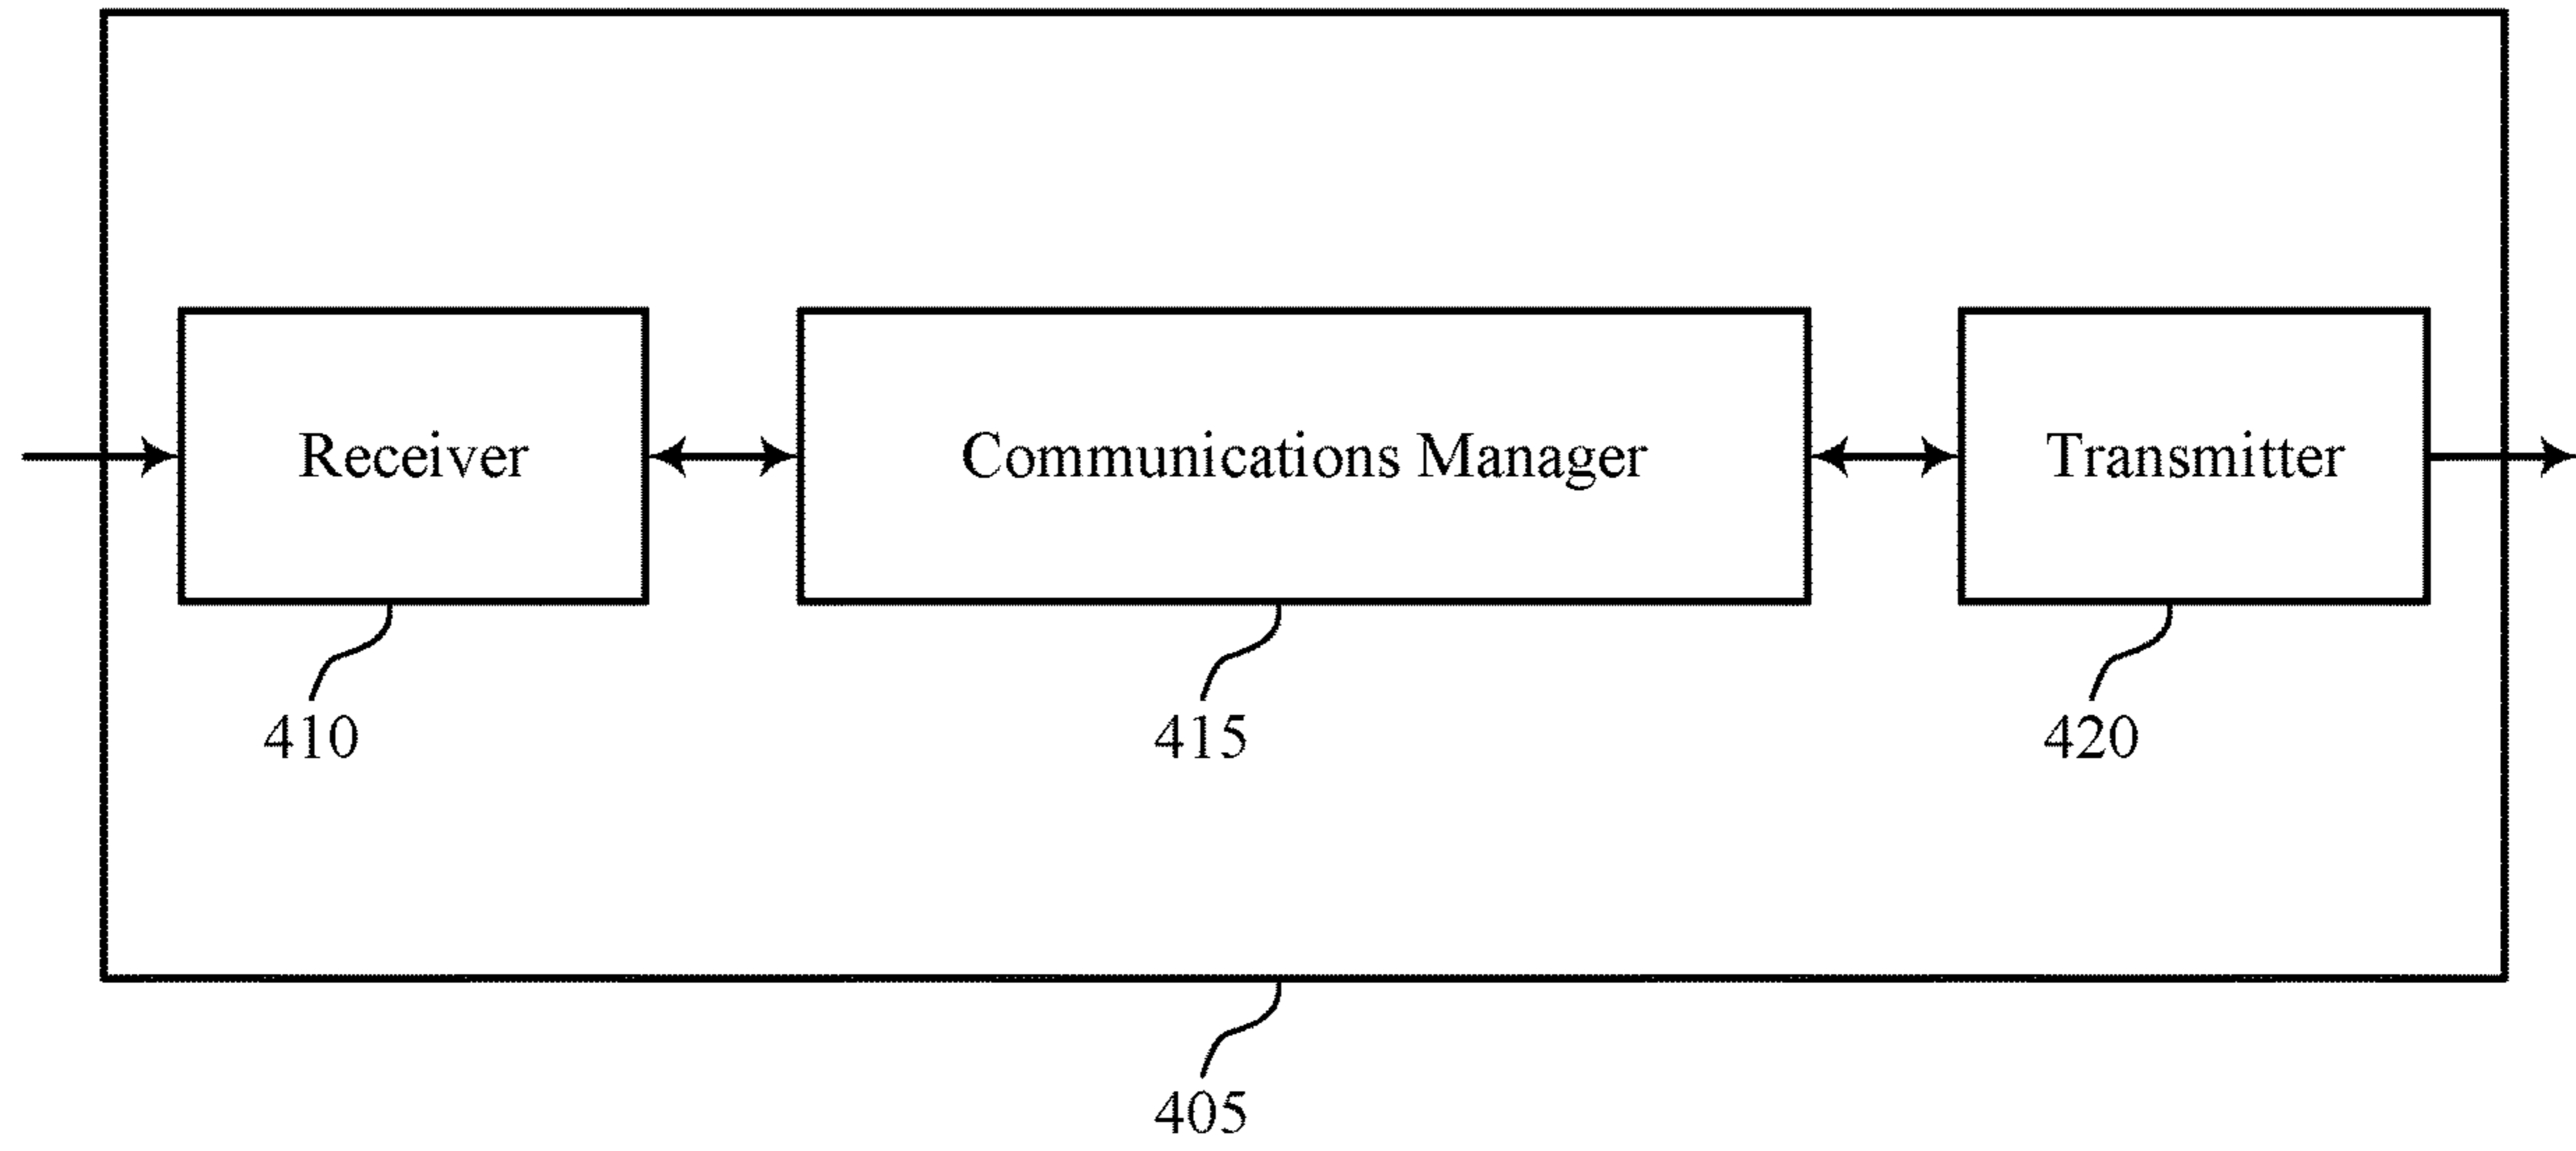 Receiver
Communications Manager
Transmitter
410
415
420
405